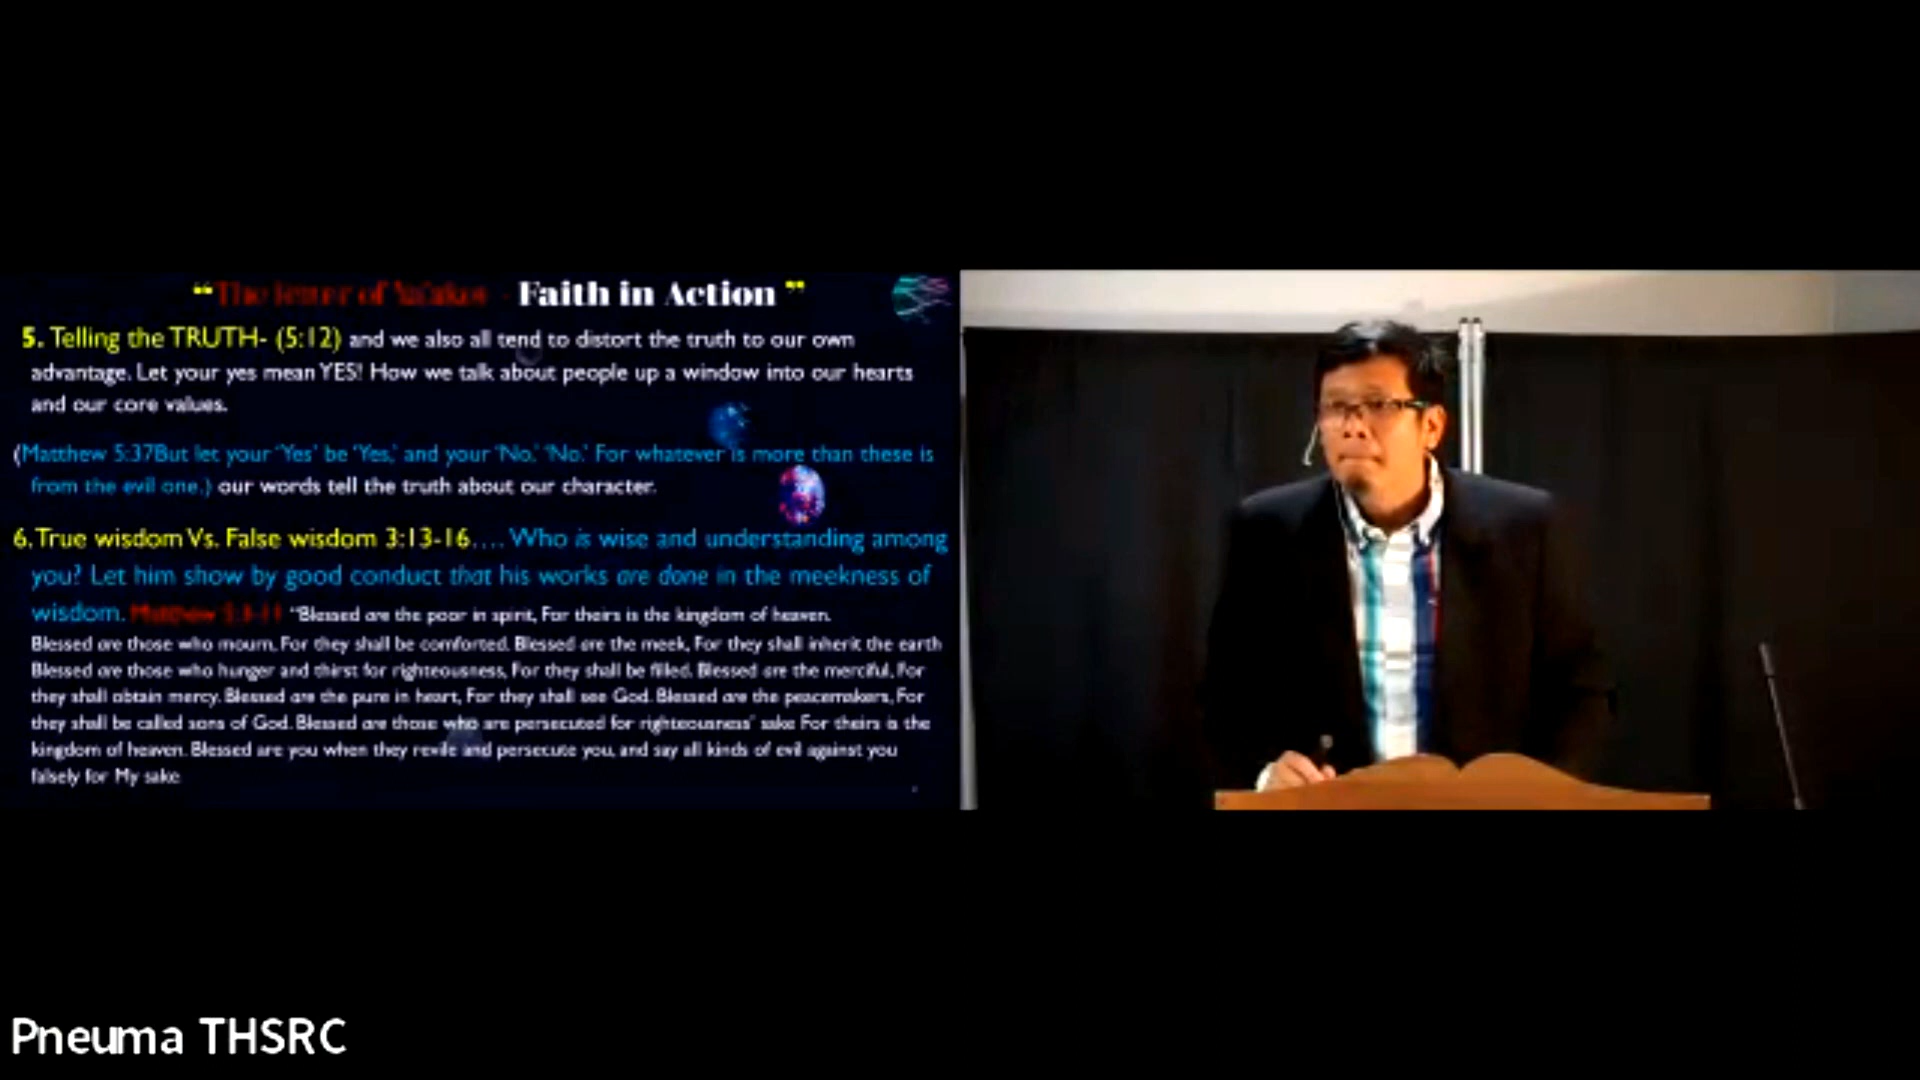 “The letter of Ya'akov - Faith in Action ”
5. Telling the TRUTH- (5:12) and we also all tend to distort the truth to our own
advantage. Let your yes mean YES! How we talk about people up a window into our hearts
and our core values.
(Matthew 5:37But let your ‘Yes’ be ‘Yes,’ and your ‘No,’ ‘No.’ For whatever is more than these is
from the evil one.) our words tell the truth about our character.
6. True wisdom Vs. False wisdom 3:13-16.... Who is wise and understanding among
you? Let him show by good conduct that his works are done in the meekness of
wisdom. Matthew 5:3-11 “Blessed are the poor in spirit, For theirs is the kingdom of heaven.
Blessed are those who mourn, For they shall be comforted. Blessed are the meek, For they shall inherit the earth
Blessed are those who hunger and thirst for righteousness, For they shall be filled. Blessed are the merciful, For
they shall obtain mercy. Blessed are the pure in heart, For they shall see God. Blessed are the peacemakers, For
they shall be called sons of God. Blessed are those who are persecuted for righteousness’ sake For theirs is the
kingdom of heaven. Blessed are you when they revile and persecute you, and say all kinds of evil against you
falsely for My sake
Pneuma THSRC